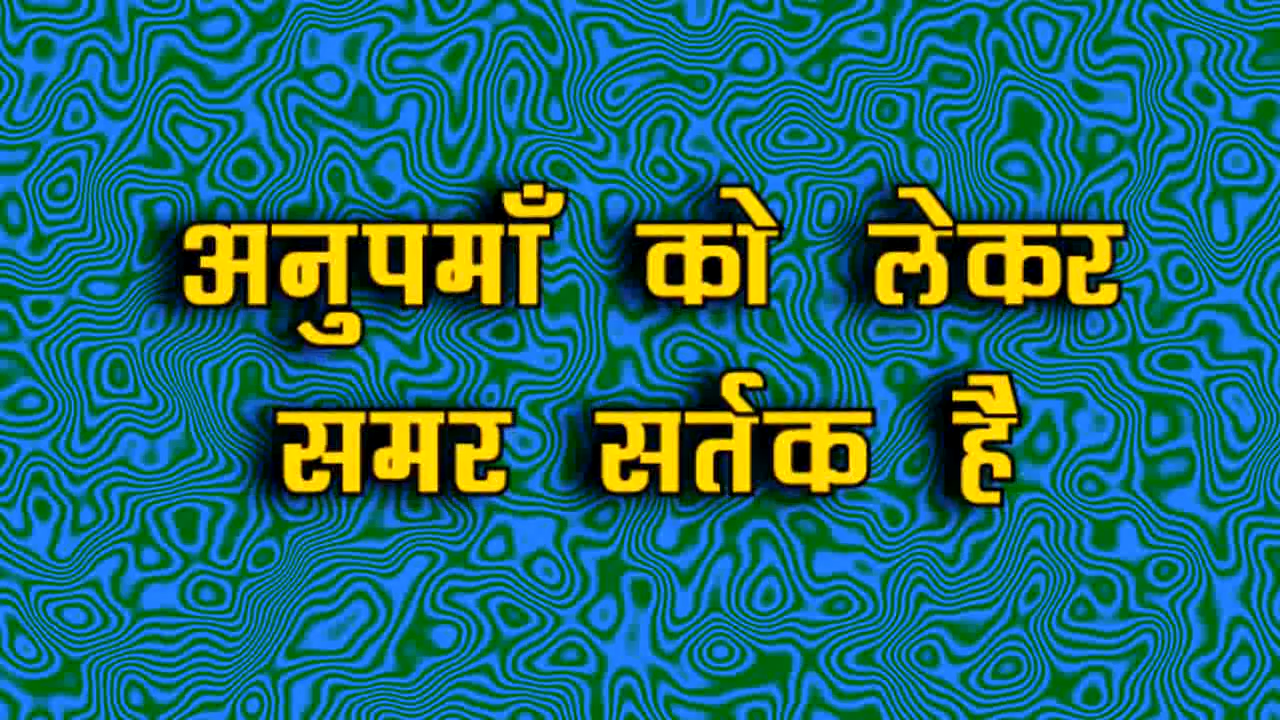 अनुपमाँ को लेकर
समर सर्तक है